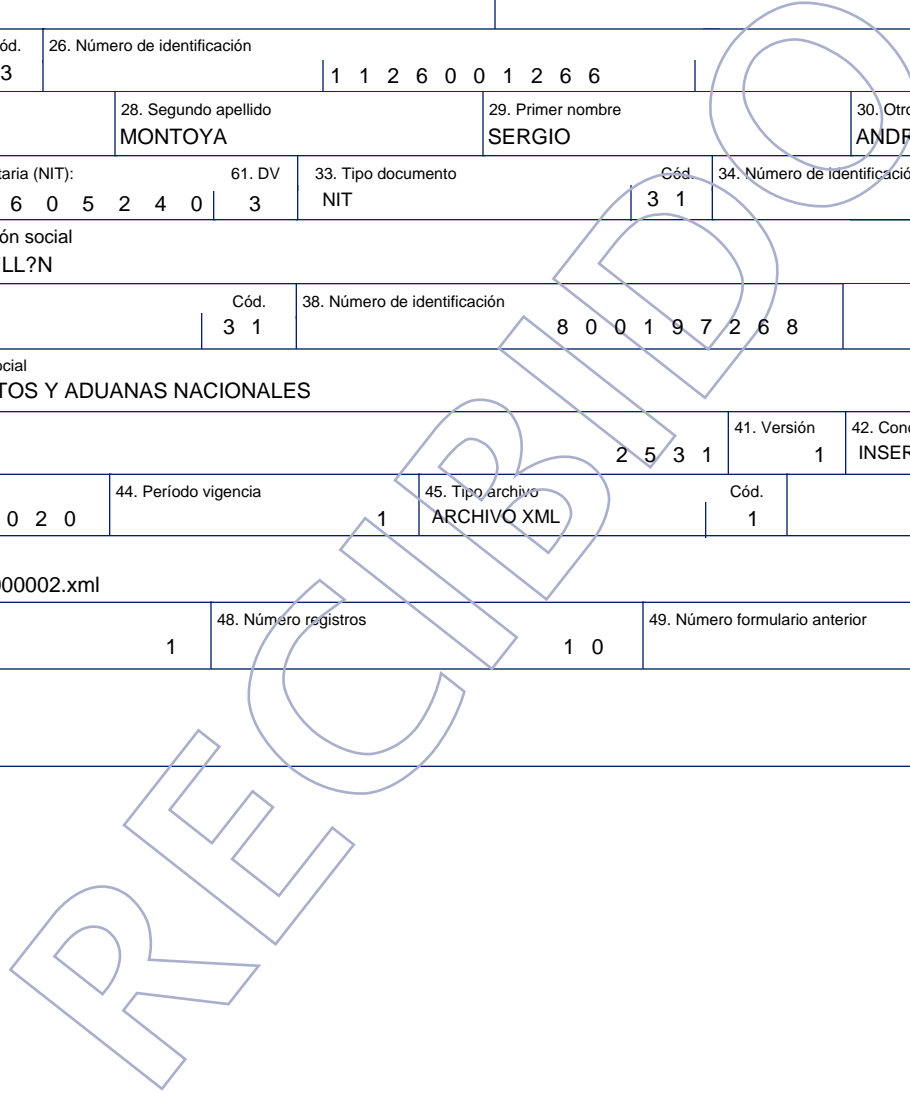 ód. 26. Número de identificación
3 1 1 2 6 0 0 1 2 6 6
28. Segundo apellido 29. Primer nombre 30. Otro
MONTOYA SERGIO ANDR
taria (NIT): 61. DV 33. Tipo documento Cód. 34. Número de identificació
6 0 5 2 4 0 3 NIT 3 1
ón social
LL?N
Cód. 38. Número de identificación
3 1 8 0 0 1 9 7 2 6 8
ocial
TOS Y ADUANAS NACIONALES
41. Versión 42. Conc
2 5 3 1 1 INSER
44. Período vigencia 45. Tipo archivo Cód.
0 2 0 1 ARCHIVO XML 1
000002.xml
48. Número registros 49. Número formulario anterior
1 1 0
RECIBIDO